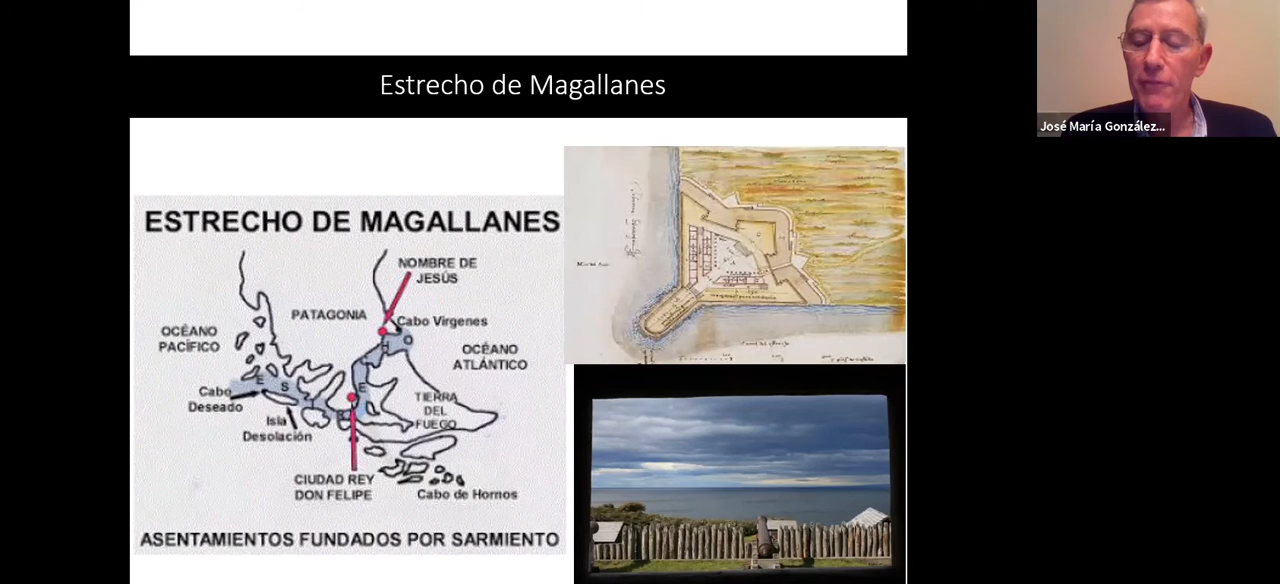 Estrecho de Magallanes
José María González...
ESTRECHO DE MAGALLANES
NOMBRE DE
JESÚS
PATAGONIA
Cabo Virgenes
OCÉANO
PACÍFICO
OCÉANO
ATLÁNTICO
E S T R E C H O
Cabo
Deseado
TIERRA
DEL
FUEGO
Isla
Desolación
CIUDAD REY
DON FELIPE
Cabo de Hornos
ASENTAMIENTOS FUNDADOS POR SARMIENTO